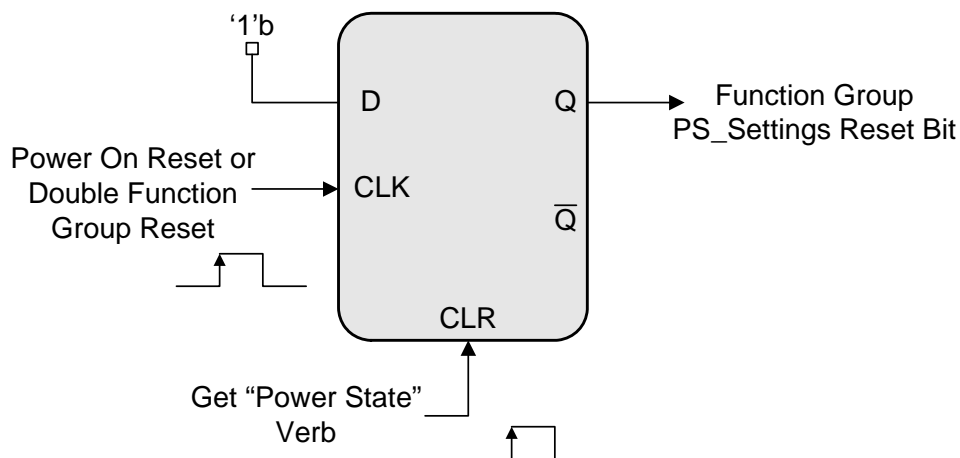 ‘1’b
D
Q
Function Group
PS_Settings Reset Bit
Power On Reset or
Double Function
Group Reset
CLK
Q̅
CLR
Get “Power State”
Verb